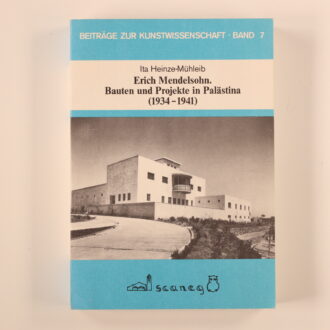 BEITRÄGE ZUR KUNSTWISSENSCHAFT · BAND 7
Ita Heinze-Mühleib
Erich Mendelsohn.
Bauten und Projekte in Palästina
(1934–1941)
scaneg